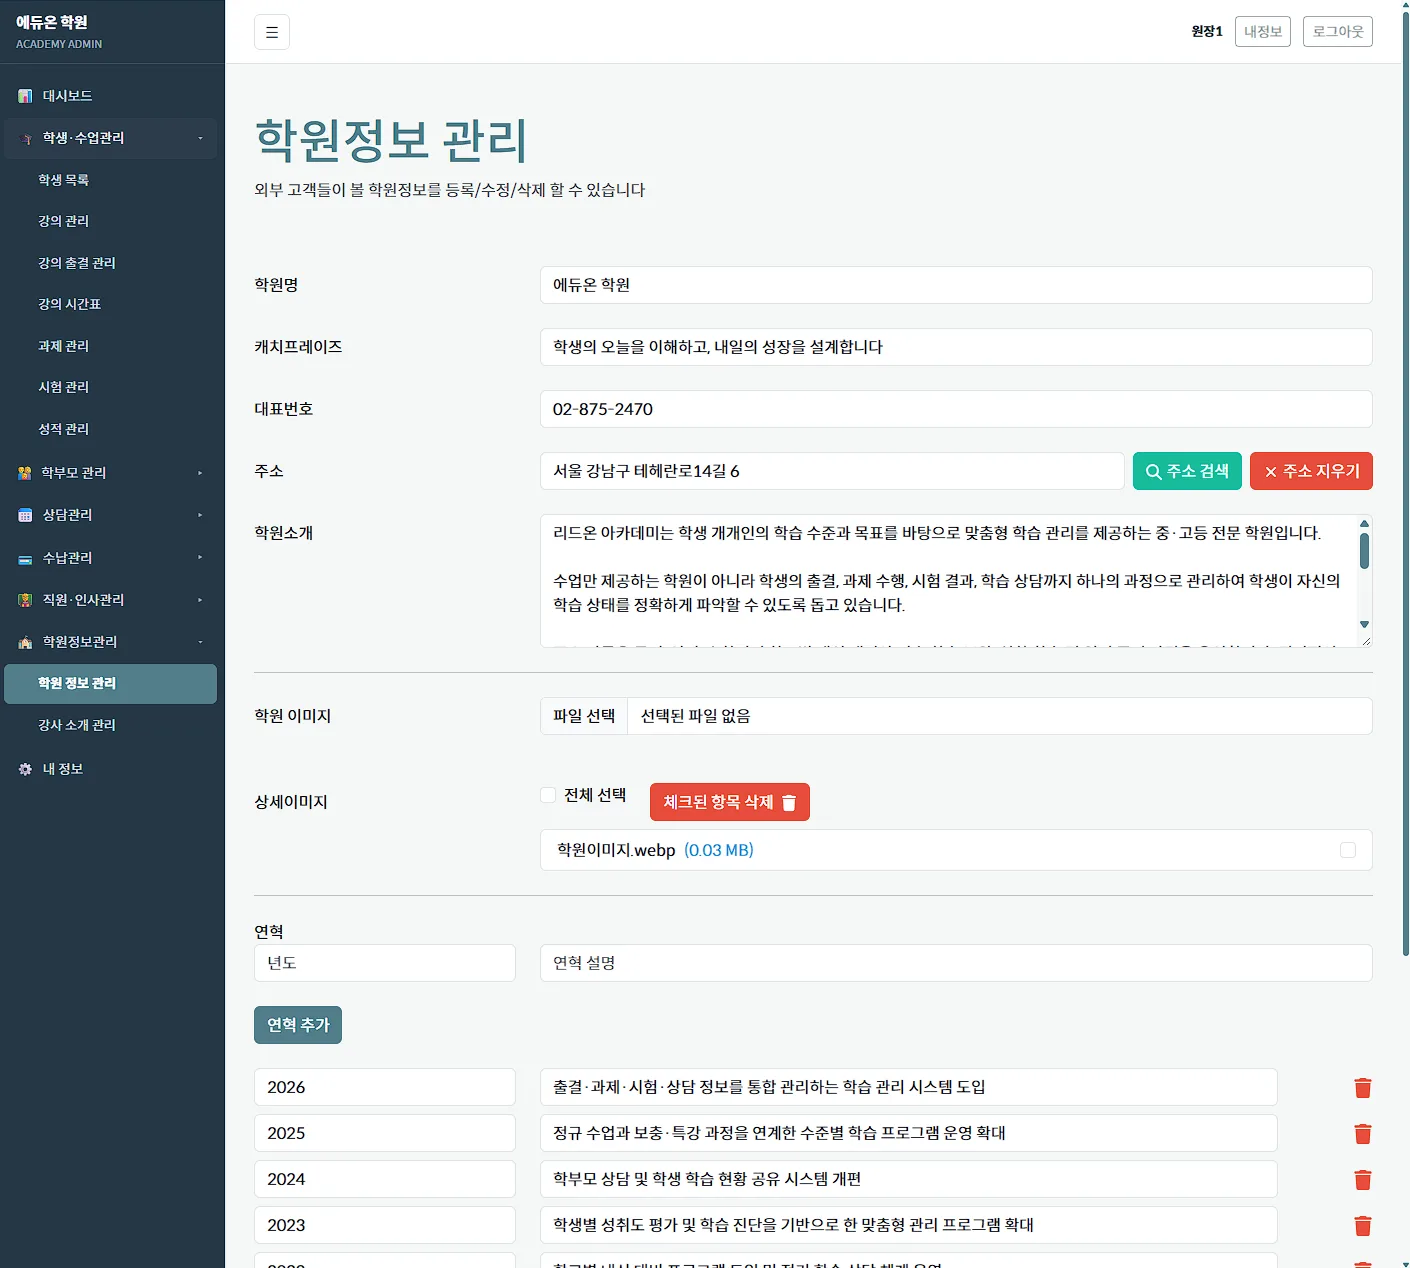 에듀온 학원
ACADEMY ADMIN
원장1
내정보
로그아웃
대시보드
학생·수업관리
학생 목록
강의 관리
강의 출결 관리
강의 시간표
과제 관리
시험 관리
성적 관리
학부모 관리
상담관리
수납관리
직원·인사관리
학원정보관리
학원 정보 관리
강사 소개 관리
내 정보
학원정보 관리
외부 고객들이 볼 학원정보를 등록/수정/삭제 할 수 있습니다
학원명
에듀온 학원
캐치프레이즈
학생의 오늘을 이해하고, 내일의 성장을 설계합니다
대표번호
02-875-2470
주소
서울 강남구 테헤란로14길 6
주소 검색
주소 지우기
학원소개
리드온 아카데미는 학생 개개인의 학습 수준과 목표를 바탕으로 맞춤형 학습 관리를 제공하는 중·고등 전문 학원입니다.
수업만 제공하는 학원이 아니라 학생의 출결, 과제 수행, 시험 결과, 학습 상담까지 하나의 과정으로 관리하여 학생이 자신의
학습 상태를 정확하게 파악할 수 있도록 돕고 있습니다.
학원 이미지
파일 선택
선택된 파일 없음
상세이미지
전체 선택
체크된 항목 삭제
학원이미지.webp (0.03 MB)
연혁
년도
연혁 설명
연혁 추가
2026
출결·과제·시험·상담 정보를 통합 관리하는 학습 관리 시스템 도입
2025
정규 수업과 보충·특강 과정을 연계한 수준별 학습 프로그램 운영 확대
2024
학부모 상담 및 학생 학습 현황 공유 시스템 개편
2023
학생별 성취도 평가 및 학습 진단을 기반으로 한 맞춤형 관리 프로그램 확대